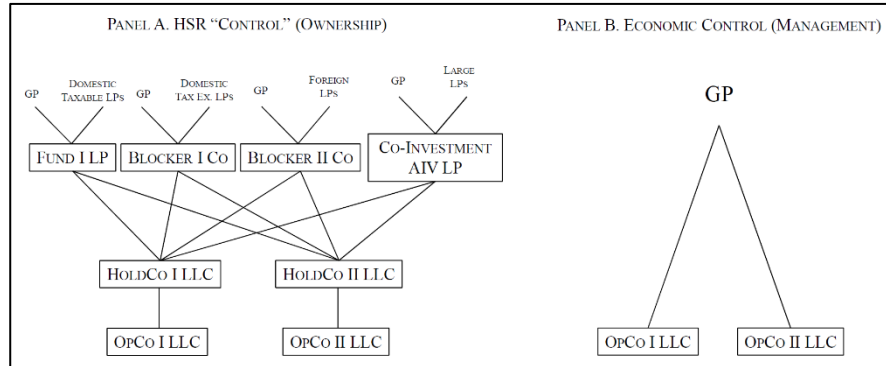 PANEL A. HSR “CONTROL” (OWNERSHIP)
GP
DOMESTIC
TAXABLE LPS
GP
DOMESTIC
TAX EX. LPS
GP
FOREIGN
LPS
GP
LARGE
LPS
FUND I LP
BLOCKER I CO
BLOCKER II CO
CO-INVESTMENT
AIV LP
HOLDCO I LLC
HOLDCO II LLC
OPCO I LLC
OPCO II LLC
PANEL B. ECONOMIC CONTROL (MANAGEMENT)
GP
OPCO I LLC
OPCO II LLC